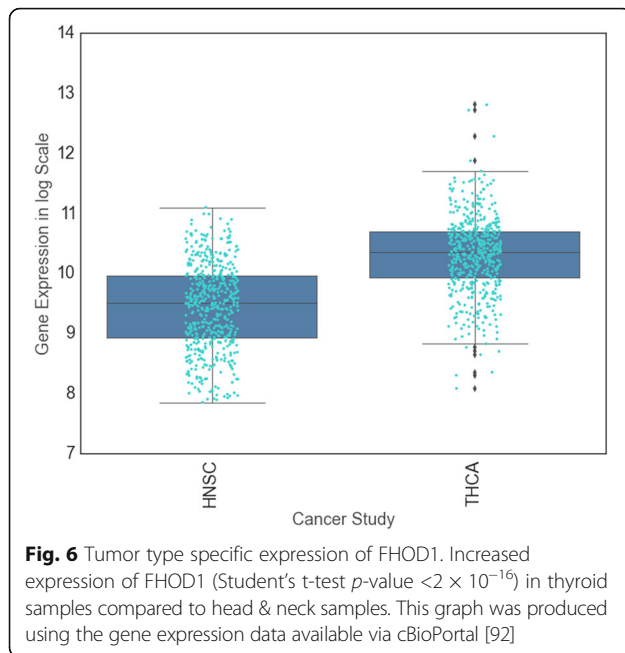 14
13
12
11
10
9
8
7
Gene Expression in log Scale
HNSC
THCA
Cancer Study
Fig. 6 Tumor type specific expression of FHOD1. Increased
expression of FHOD1 (Student's t-test p-value <2 × 10⁻¹⁶) in thyroid
samples compared to head & neck samples. This graph was produced
using the gene expression data available via cBioPortal [92]